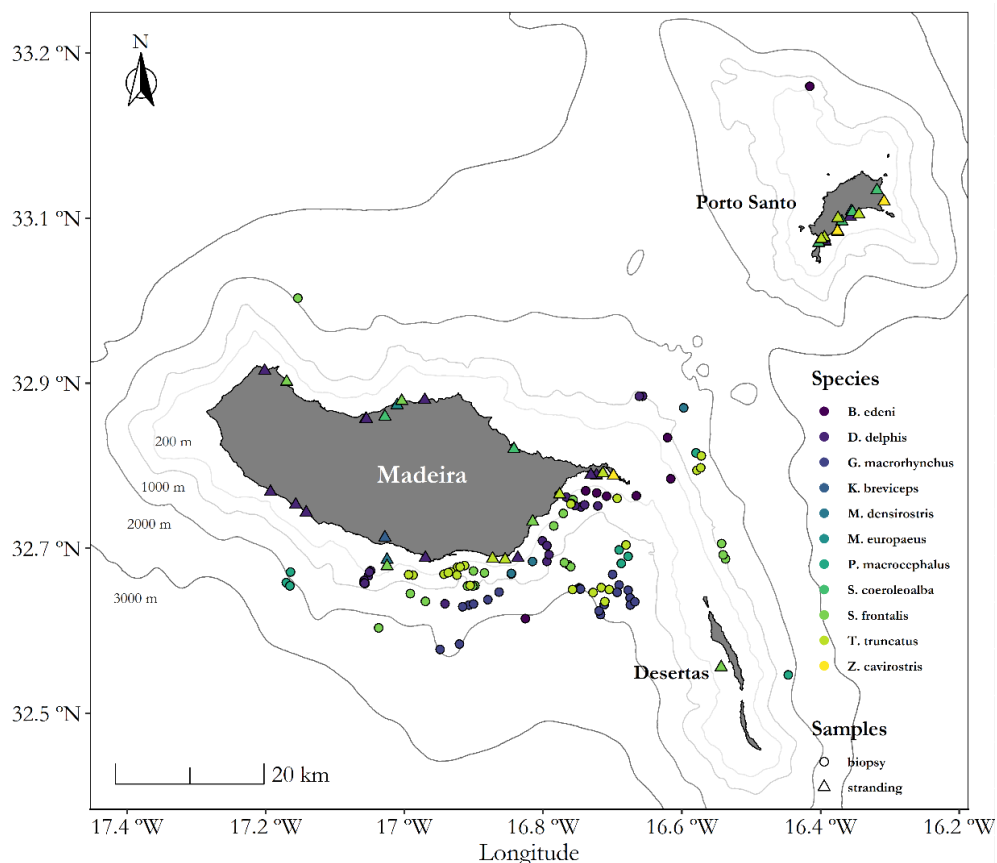 33.2 ºN
N
Porto Santo
33.1 ºN
32.9 ºN
Species
B. edeni
D. delphis
G. macrorhynchus
K. breviceps
M. densirostris
M. europaeus
P. macrocephalus
S. coeroleoalba
S. frontalis
T. truncatus
Z. cavirostris
200 m
Madeira
1000 m
2000 m
32.7 ºN
3000 m
Desertas
32.5 ºN
Samples
biopsy
stranding
20 km
17.4 ºW
17.2 ºW
17 ºW
16.8 ºW
16.6 ºW
16.4 ºW
16.2 ºW
Longitude